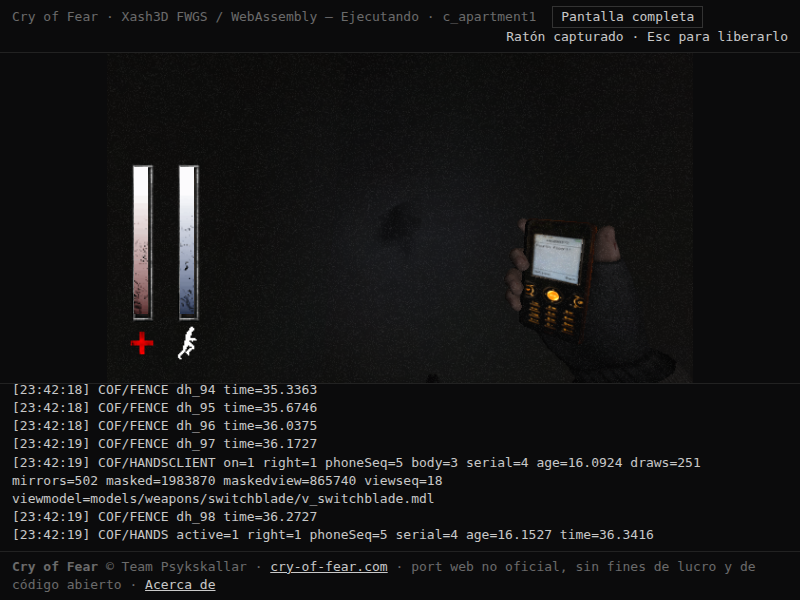 Cry of Fear · Xash3D FWGS / WebAssembly — Ejecutando · c_apartment1
Pantalla completa
Ratón capturado · Esc para liberarlo
[23:42:18] COF/FENCE dh_94 time=35.3363
[23:42:18] COF/FENCE dh_95 time=35.6746
[23:42:18] COF/FENCE dh_96 time=36.0375
[23:42:19] COF/FENCE dh_97 time=36.1727
[23:42:19] COF/HANDSCLIENT on=1 right=1 phoneSeq=5 body=3 serial=4 age=16.0924 draws=251
mirrors=502 masked=1983870 maskedview=865740 viewseq=18
viewmodel=models/weapons/switchblade/v_switchblade.mdl
[23:42:19] COF/FENCE dh_98 time=36.2727
[23:42:19] COF/HANDS active=1 right=1 phoneSeq=5 serial=4 age=16.1527 time=36.3416
Cry of Fear © Team Psykskallar · cry-of-fear.com · port web no oficial, sin fines de lucro y de
código abierto · Acerca de